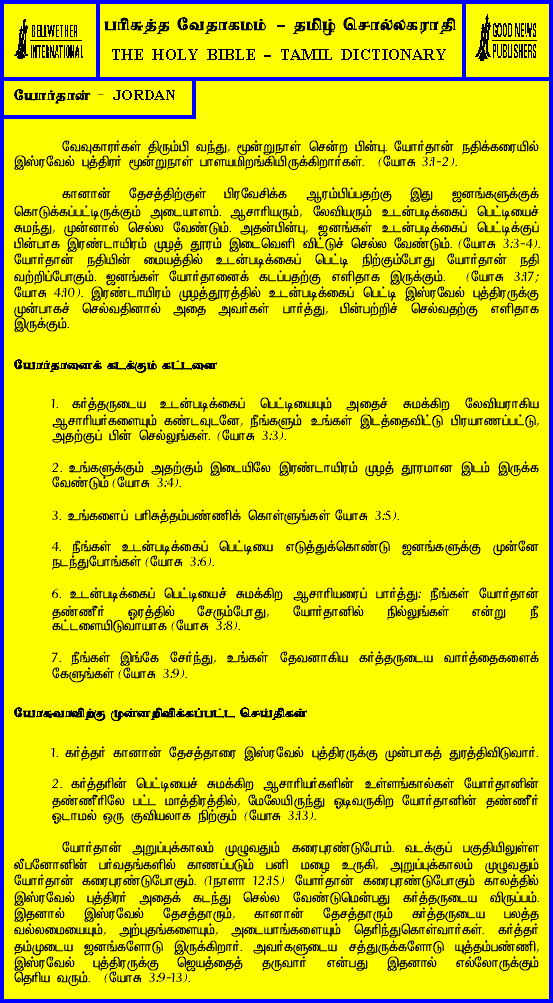 BELLWETHER
INTERNATIONAL
பரிசுத்த வேதாகமம் – தமிழ் சொல்லகராதி
THE HOLY BIBLE – TAMIL DICTIONARY
GOOD NEWS
PUBLISHERS
யோர்தான் – JORDAN
வேவுகாரர்கள் திரும்பி வந்து, மூன்றுநாள் சென்ற பின்பு. யோர்தான் நதிக்கரையில்
இஸ்ரவேல் புத்திரர் மூன்றுநாள் பாளயமிறங்கியிருக்கிறார்கள். (யோசு 3:1-2).
கானான் தேசத்திற்குள் பிரவேசிக்க ஆரம்பிப்பதற்கு இது ஜனங்களுக்குக்
கொடுக்கப்பட்டிருக்கும் அடையாளம். ஆசாரியரும், லேவியரும் உடன்படிக்கைப் பெட்டியைச்
சுமந்து, முன்னால் செல்ல வேண்டும். அதன்பின்பு, ஜனங்கள் உடன்படிக்கைப் பெட்டிக்குப்
பின்பாக இரண்டாயிரம் முழத் தூரம் இடைவெளி விட்டுச் செல்ல வேண்டும். (யோசு 3:3-4).
யோர்தான் நதியின் மையத்தில் உடன்படிக்கைப் பெட்டி நிற்கும்போது யோர்தான் நதி
வற்றிப்போகும். ஜனங்கள் யோர்தானைக் கடப்பதற்கு எளிதாக இருக்கும். (யோசு 3:17;
யோசு 4:10). இரண்டாயிரம் முழத்தூரத்தில் உடன்படிக்கைப் பெட்டி இஸ்ரவேல் புத்திரருக்கு
முன்பாகச் செல்வதினால் அதை அவர்கள் பார்த்து, பின்பற்றிச் செல்வதற்கு எளிதாக
இருக்கும்.
யோர்தானைக் கடக்கும் கட்டளை
1. கர்த்தருடைய உடன்படிக்கைப் பெட்டியையும் அதைச் சுமக்கிற லேவியராகிய
ஆசாரியர்களையும் கண்டவுடனே, நீங்களும் உங்கள் இடத்தைவிட்டு பிரயாணப்பட்டு,
அதற்குப் பின் செல்லுங்கள். (யோசு 3:3).
2. உங்களுக்கும் அதற்கும் இடையிலே இரண்டாயிரம் முழத் தூரமான இடம் இருக்க
வேண்டும் (யோசு 3:4).
3. உங்களைப் பரிசுத்தம்பண்ணிக் கொள்ளுங்கள் யோசு 3:5).
4. நீங்கள் உடன்படிக்கைப் பெட்டியை எடுத்துக்கொண்டு ஜனங்களுக்கு முன்னே
நடந்துபோங்கள் (யோசு 3:6).
6. உடன்படிக்கைப் பெட்டியைச் சுமக்கிற ஆசாரியரைப் பார்த்து: நீங்கள் யோர்தான்
தண்ணீர் ஓரத்தில் சேரும்போது, யோர்தானில் நில்லுங்கள் என்று நீ
கட்டளையிடுவாயாக (யோசு 3:8).
7. நீங்கள் இங்கே சேர்ந்து, உங்கள் தேவனாகிய கர்த்தருடைய வார்த்தைகளைக்
கேளுங்கள் (யோசு 3:9).
யோசுவாவிற்கு முன்னறிவிக்கப்பட்ட செய்திகள்
1. கர்த்தர் கானான் தேசத்தாரை இஸ்ரவேல் புத்திரருக்கு முன்பாகத் துரத்திவிடுவார்.
2. கர்த்தரின் பெட்டியைச் சுமக்கிற ஆசாரியர்களின் உள்ளங்கால்கள் யோர்தானின்
தண்ணீரிலே பட்ட மாத்திரத்தில், மேலேயிருந்து ஓடிவருகிற யோர்தானின் தண்ணீர்
ஓடாமல் ஒரு குவியலாக நிற்கும் (யோசு 3:13).
யோர்தான் அறுப்புக்காலம் முழுவதும் கரைபுரண்டுபோம். வடக்குப் பகுதியிலுள்ள
லீபனோனின் பர்வதங்களில் காணப்படும் பனி மழை உருகி, அறுப்புக்காலம் முழுவதும்
யோர்தான் கரைபுரண்டுபோகும். (1நாளா 12:15) யோர்தான் கரைபுரண்டுபோகும் காலத்தில்
இஸ்ரவேல் புத்திரர் அதைக் கடந்து செல்ல வேண்டுமென்பது கர்த்தருடைய விருப்பம்.
இதனால் இஸ்ரவேல் தேசத்தாரும், கானான் தேசத்தாரும் கர்த்தருடைய பலத்த
வல்லமையையும், அற்புதங்களையும், அடையாங்களையும் தெரிந்துகொள்வார்கள். கர்த்தர்
தம்முடைய ஜனங்களோடு இருக்கிறார். அவர்களுடைய சத்துருக்களோடு யுத்தம்பண்ணி,
இஸ்ரவேல் புத்திரருக்கு ஜெயத்தைத் தருவார் என்பது இதனால் எல்லோருக்கும்
தெரிய வரும். (யோசு 3:9-13).